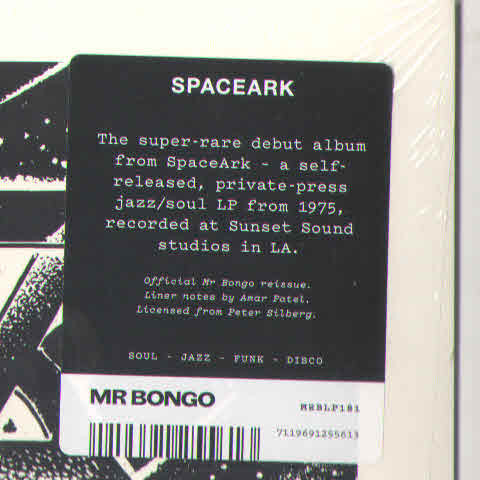 SPACEARK
The super-rare debut album
from SpaceArk - a self-
released, private-press
jazz/soul LP from 1975,
recorded at Sunset Sound
studios in LA.
Official Mr Bongo reissue.
Liner notes by Amar Patel.
Licensed from Peter Silberg.
SOUL - JAZZ - FUNK - DISCO
MR BONGO
MRBLP181
7119691255613